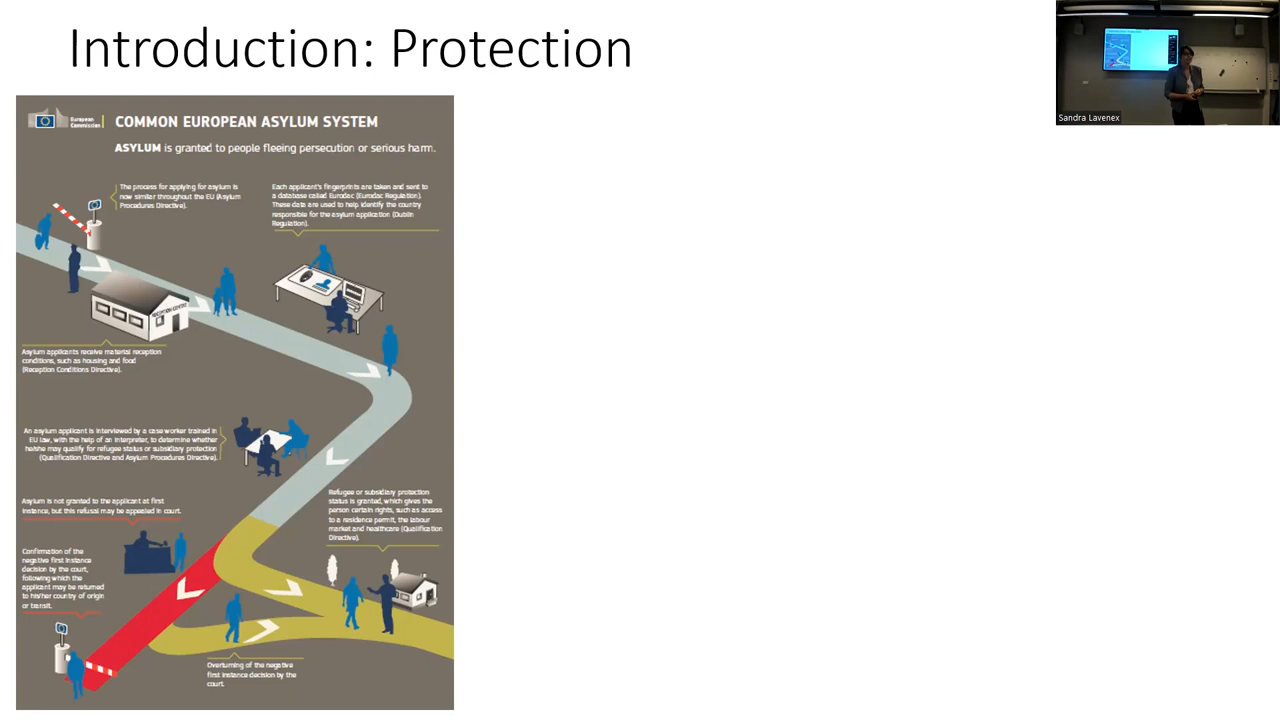 Introduction: Protection
Sandra Lavenex
European
Commission
COMMON EUROPEAN ASYLUM SYSTEM
ASYLUM is granted to people fleeing persecution or serious harm.
The process for applying for asylum is
now similar throughout the EU (Asylum
Procedures Directive).
Each applicant's fingerprints are taken and sent to
a database called Eurodac (Eurodac Regulation).
These data are used to help identify the country
responsible for the asylum application (Dublin
Regulation).
RECEPTION CENTRE
Asylum applicants receive material reception
conditions, such as housing and food
(Reception Conditions Directive).
An asylum applicant is interviewed by a case worker trained in
EU law, with the help of an interpreter, to determine whether
he/she may qualify for refugee status or subsidiary protection
(Qualification Directive and Asylum Procedures Directive).
Asylum is not granted to the applicant at first
instance, but this refusal may be appealed in court.
Refugee or subsidiary protection
status is granted, which gives the
person certain rights, such as access
to a residence permit, the labour
market and healthcare (Qualification
Directive).
Confirmation of the
negative first instance
decision by the court,
following which the
applicant may be returned
to his/her country of origin
or transit.
Overturning of the negative
first instance decision by the
court.